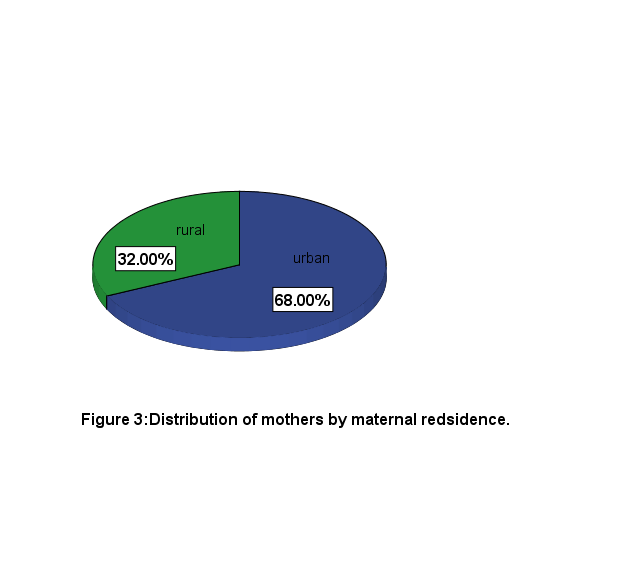 rural
32.00%
urban
68.00%
Figure 3:Distribution of mothers by maternal redsidence.